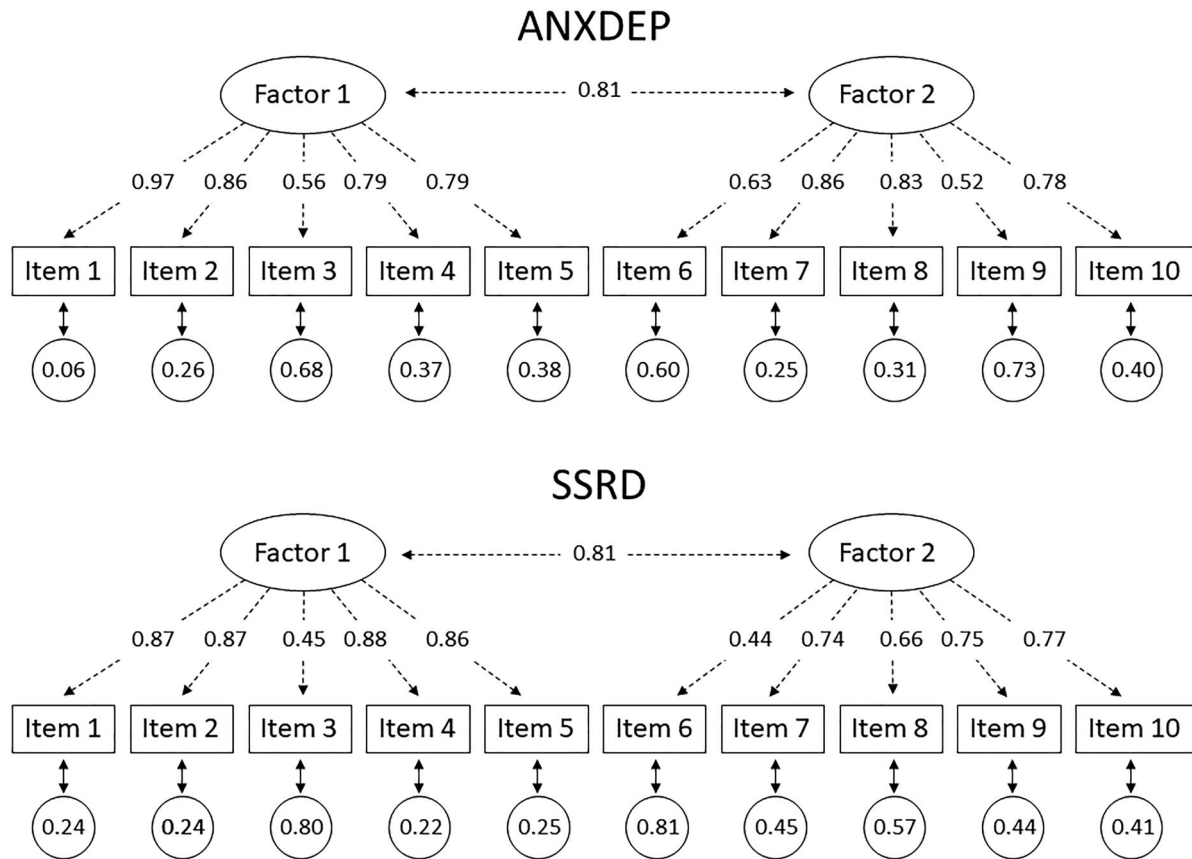 ANXDEP
Factor 1 0.81 Factor 2
0.97 0.86 0.56 0.79 0.79 0.63 0.86 0.83 0.52 0.78
Item 1 Item 2 Item 3 Item 4 Item 5 Item 6 Item 7 Item 8 Item 9 Item 10
0.06 0.26 0.68 0.37 0.38 0.60 0.25 0.31 0.73 0.40
SSRD
Factor 1 0.81 Factor 2
0.87 0.87 0.45 0.88 0.86 0.44 0.74 0.66 0.75 0.77
Item 1 Item 2 Item 3 Item 4 Item 5 Item 6 Item 7 Item 8 Item 9 Item 10
0.24 0.24 0.80 0.22 0.25 0.81 0.45 0.57 0.44 0.41